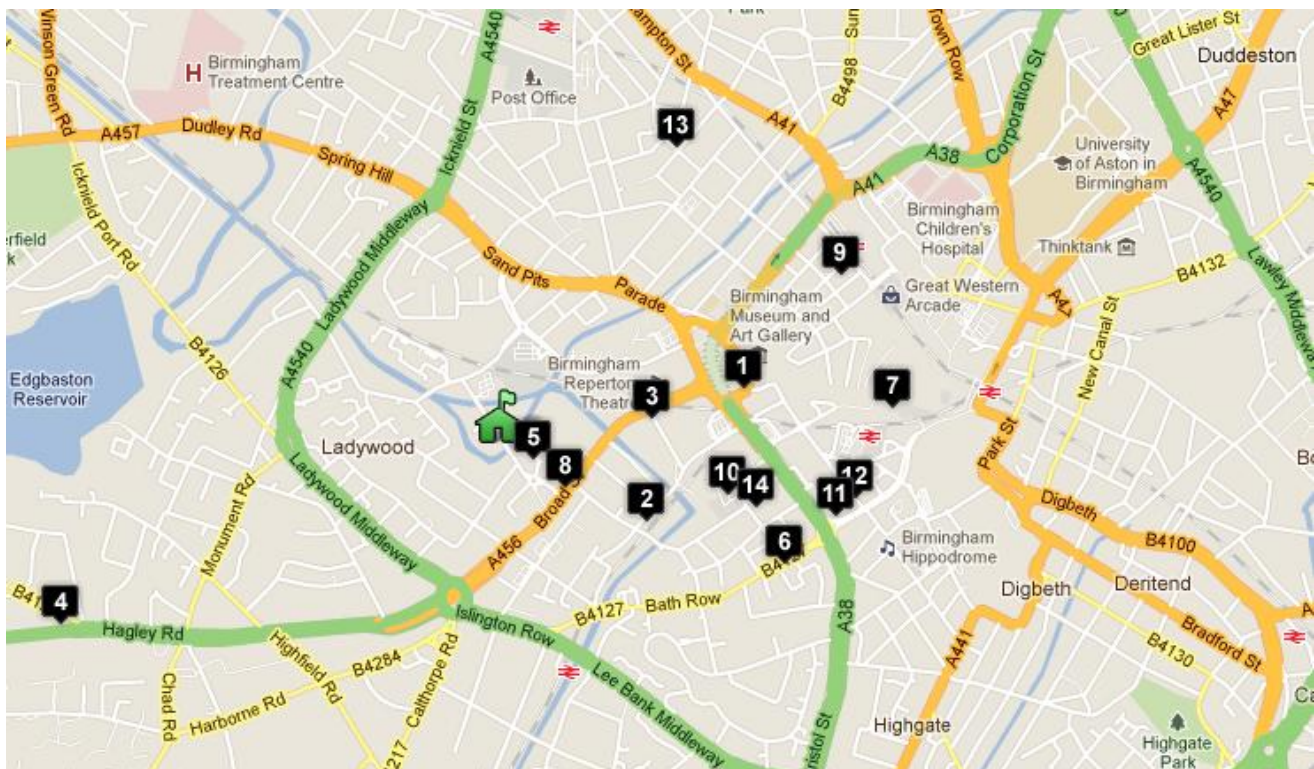 Winson Green Rd
H
Birmingham
Treatment Centre
A457
Dudley Rd
Spring Hill
Icknield St
A4540
Post Office
Hampton St
A41
B4498
Town Row
Park
Great Lister St
Duddeston
A47
Corporation St
A38
A41
University
of Aston in
Birmingham
A4540
Lawley Middleway
13
Birmingham
Children's
Hospital
Thinktank
B4132
9
Great Western
Arcade
A47
New Canal St
Icknield Port Rd
Ladywood Middleway
A4540
Sand Pits
Parade
Birmingham
Museum and
Art Gallery
1
B4126
Edgbaston
Reservoir
Birmingham
Repertory
Theatre
3
7
Ladywood
5
8
Park St
Ladywood Middleway
Monument Rd
Broad St
A456
2
10
14
12
11
6
Digbeth
B4100
Birmingham
Hippodrome
Digbeth
Deritend
4
Hagley Rd
Islington Row
B4127
Bath Row
A38
A441
Bradford St
B4130
Highfield Rd
B4284
Calthorpe Rd
Lee Bank Middleway
Chad Rd
Harborne Rd
Highgate
Highgate
Park